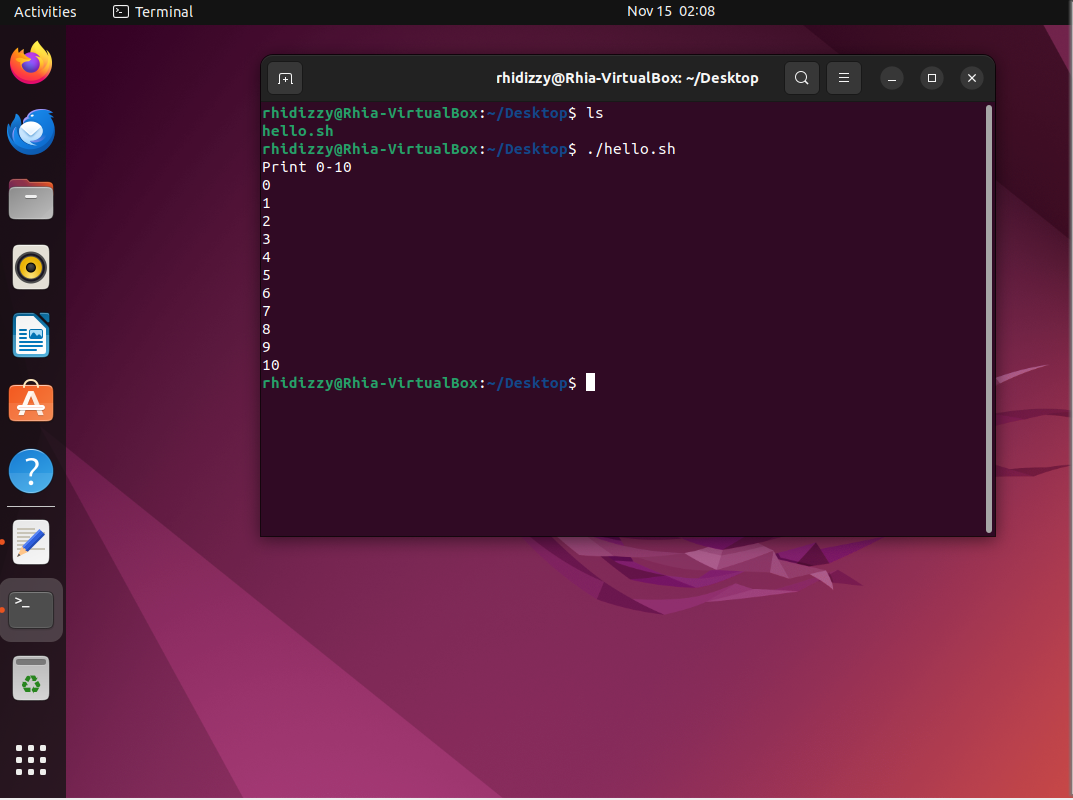 Activities Terminal Nov 15 02:08
rhidizzy@Rhia-VirtualBox: ~/Desktop
rhidizzy@Rhia-VirtualBox:~/Desktop$ ls
hello.sh
rhidizzy@Rhia-VirtualBox:~/Desktop$ ./hello.sh
Print 0-10
0
1
2
3
4
5
6
7
8
9
10
rhidizzy@Rhia-VirtualBox:~/Desktop$